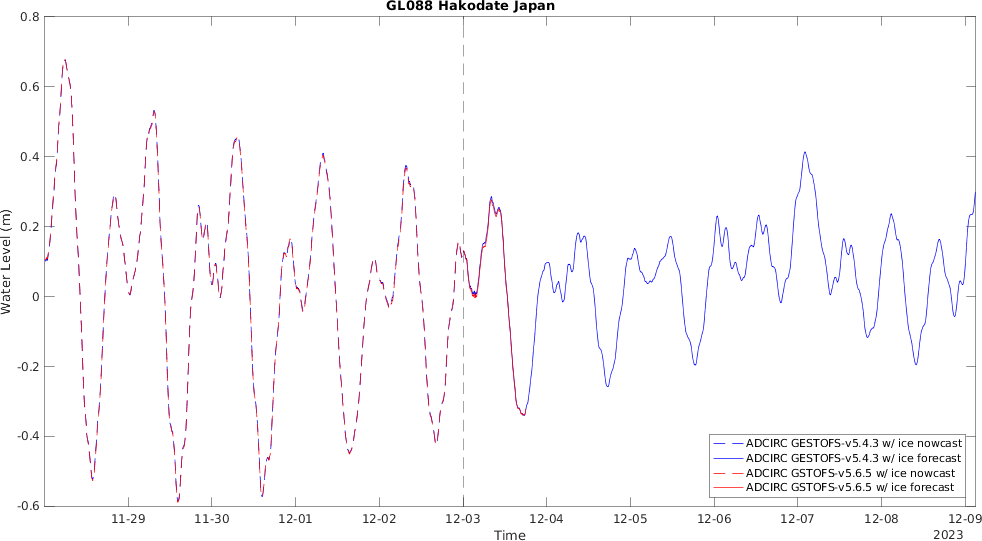 GL088 Hakodate Japan
Water Level (m)
0.8
0.6
0.4
0.2
0
-0.2
-0.4
-0.6
ADCIRC GESTOFS-v5.4.3 w/ ice nowcast
ADCIRC GESTOFS-v5.4.3 w/ ice forecast
ADCIRC GSTOFS-v5.6.5 w/ ice nowcast
ADCIRC GSTOFS-v5.6.5 w/ ice forecast
11-29 11-30 12-01 12-02 12-03 12-04 12-05 12-06 12-07 12-08 12-09
Time
2023